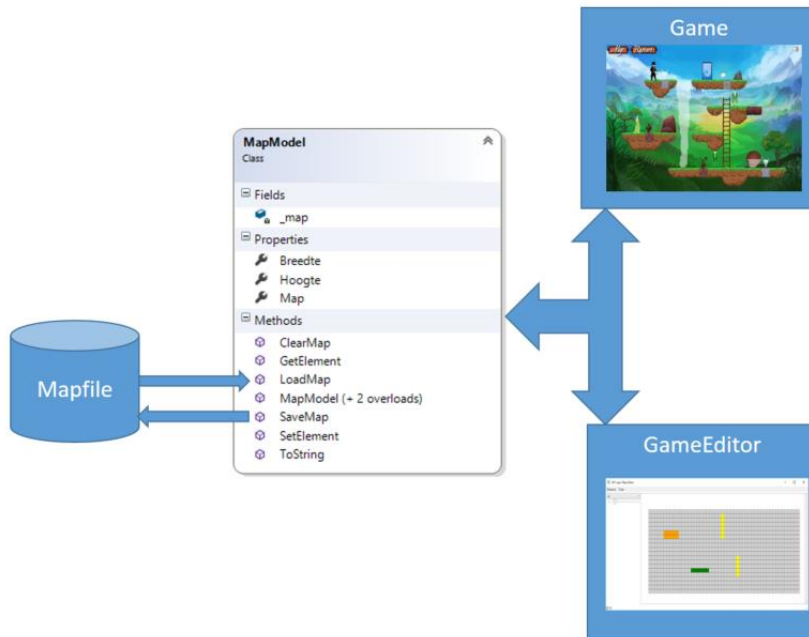 Game
MapModel
Class
Fields
_map
Properties
Breedte
Hoogte
Map
Methods
ClearMap
GetElement
LoadMap
MapModel (+ 2 overloads)
SaveMap
SetElement
ToString
Mapfile
GameEditor